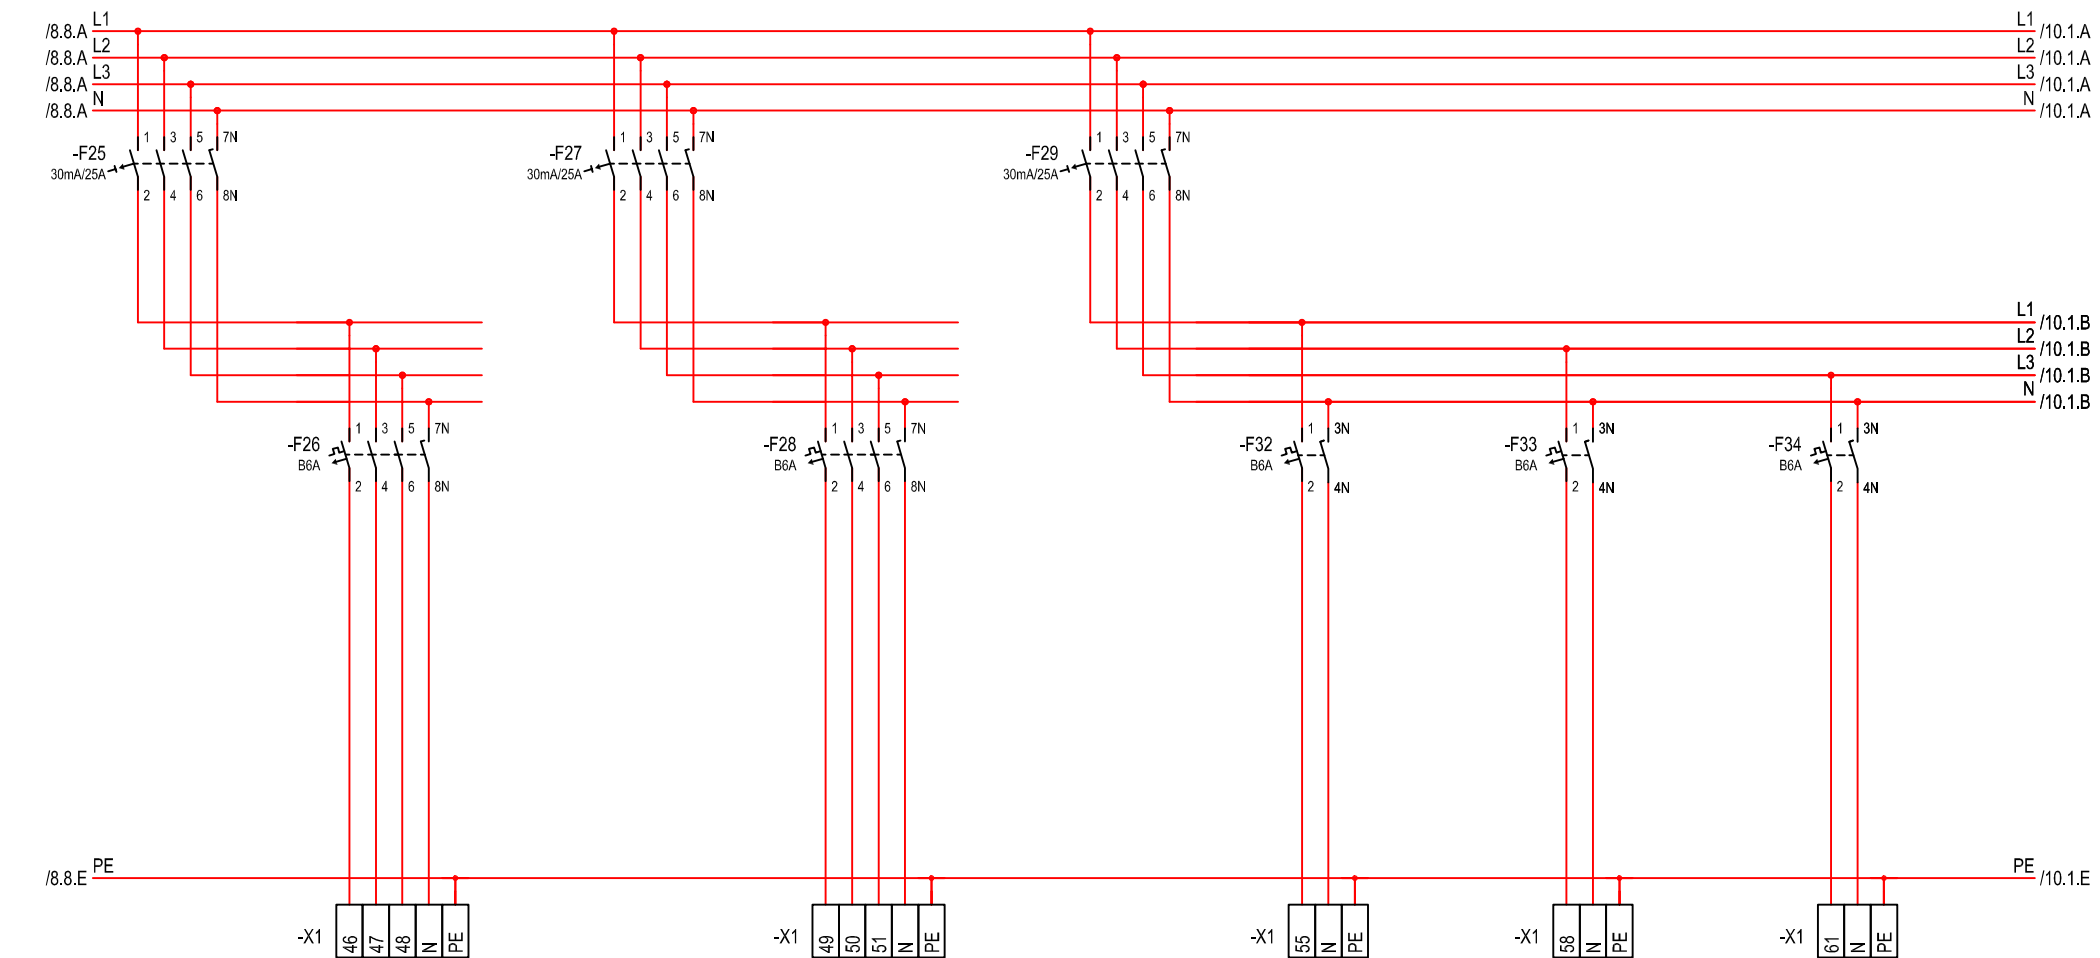 /8.8.A L1 L1 /10.1.A
/8.8.A L2 L2 /10.1.A
/8.8.A L3 L3 /10.1.A
/8.8.A N N /10.1.A
1 3 5 7N 1 3 5 7N 1 3 5 7N
-F25 -F27 -F29
30mA/25A 30mA/25A 30mA/25A
2 4 6 8N 2 4 6 8N 2 4 6 8N
L1 /10.1.B
L2 /10.1.B
L3 /10.1.B
N /10.1.B
1 3 5 7N 1 3 5 7N 1 3N 1 3N 1 3N
-F26 -F28 -F32 -F33 -F34
B6A B6A B6A B6A B6A
2 4 6 8N 2 4 6 8N 2 4N 2 4N 2 4N
/8.8.E PE PE /10.1.E
-X1 46 47 48 N PE -X1 49 50 51 N PE -X1 55 N PE -X1 58 N PE -X1 61 N PE